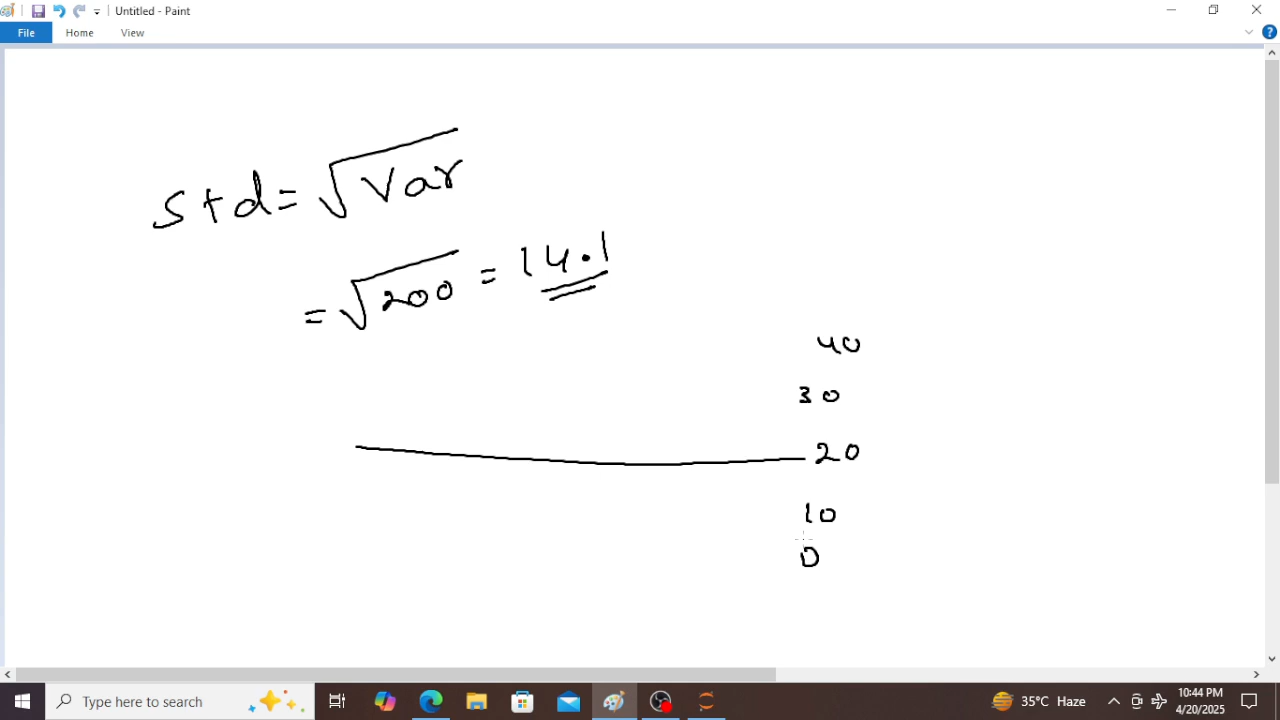 Untitled - Paint
File Home View
Std = √Var
= √200 = 14.1
40
30
20
10
0
Type here to search
35°C Haze
10:44 PM
4/20/2025